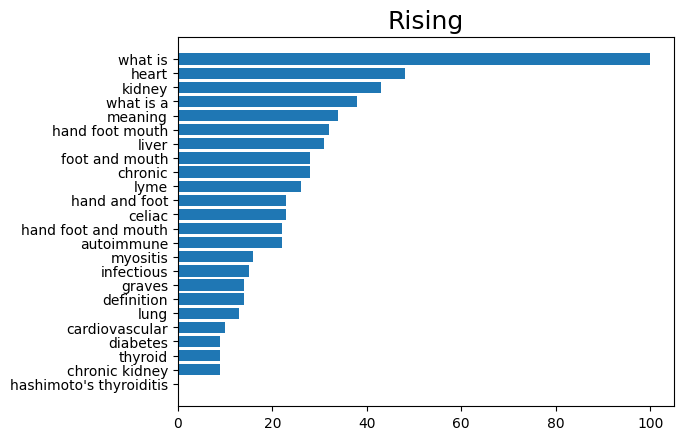 Rising
what is
heart
kidney
what is a
meaning
hand foot mouth
liver
foot and mouth
chronic
lyme
hand and foot
celiac
hand foot and mouth
autoimmune
myositis
infectious
graves
definition
lung
cardiovascular
diabetes
thyroid
chronic kidney
hashimoto's thyroiditis
0 20 40 60 80 100